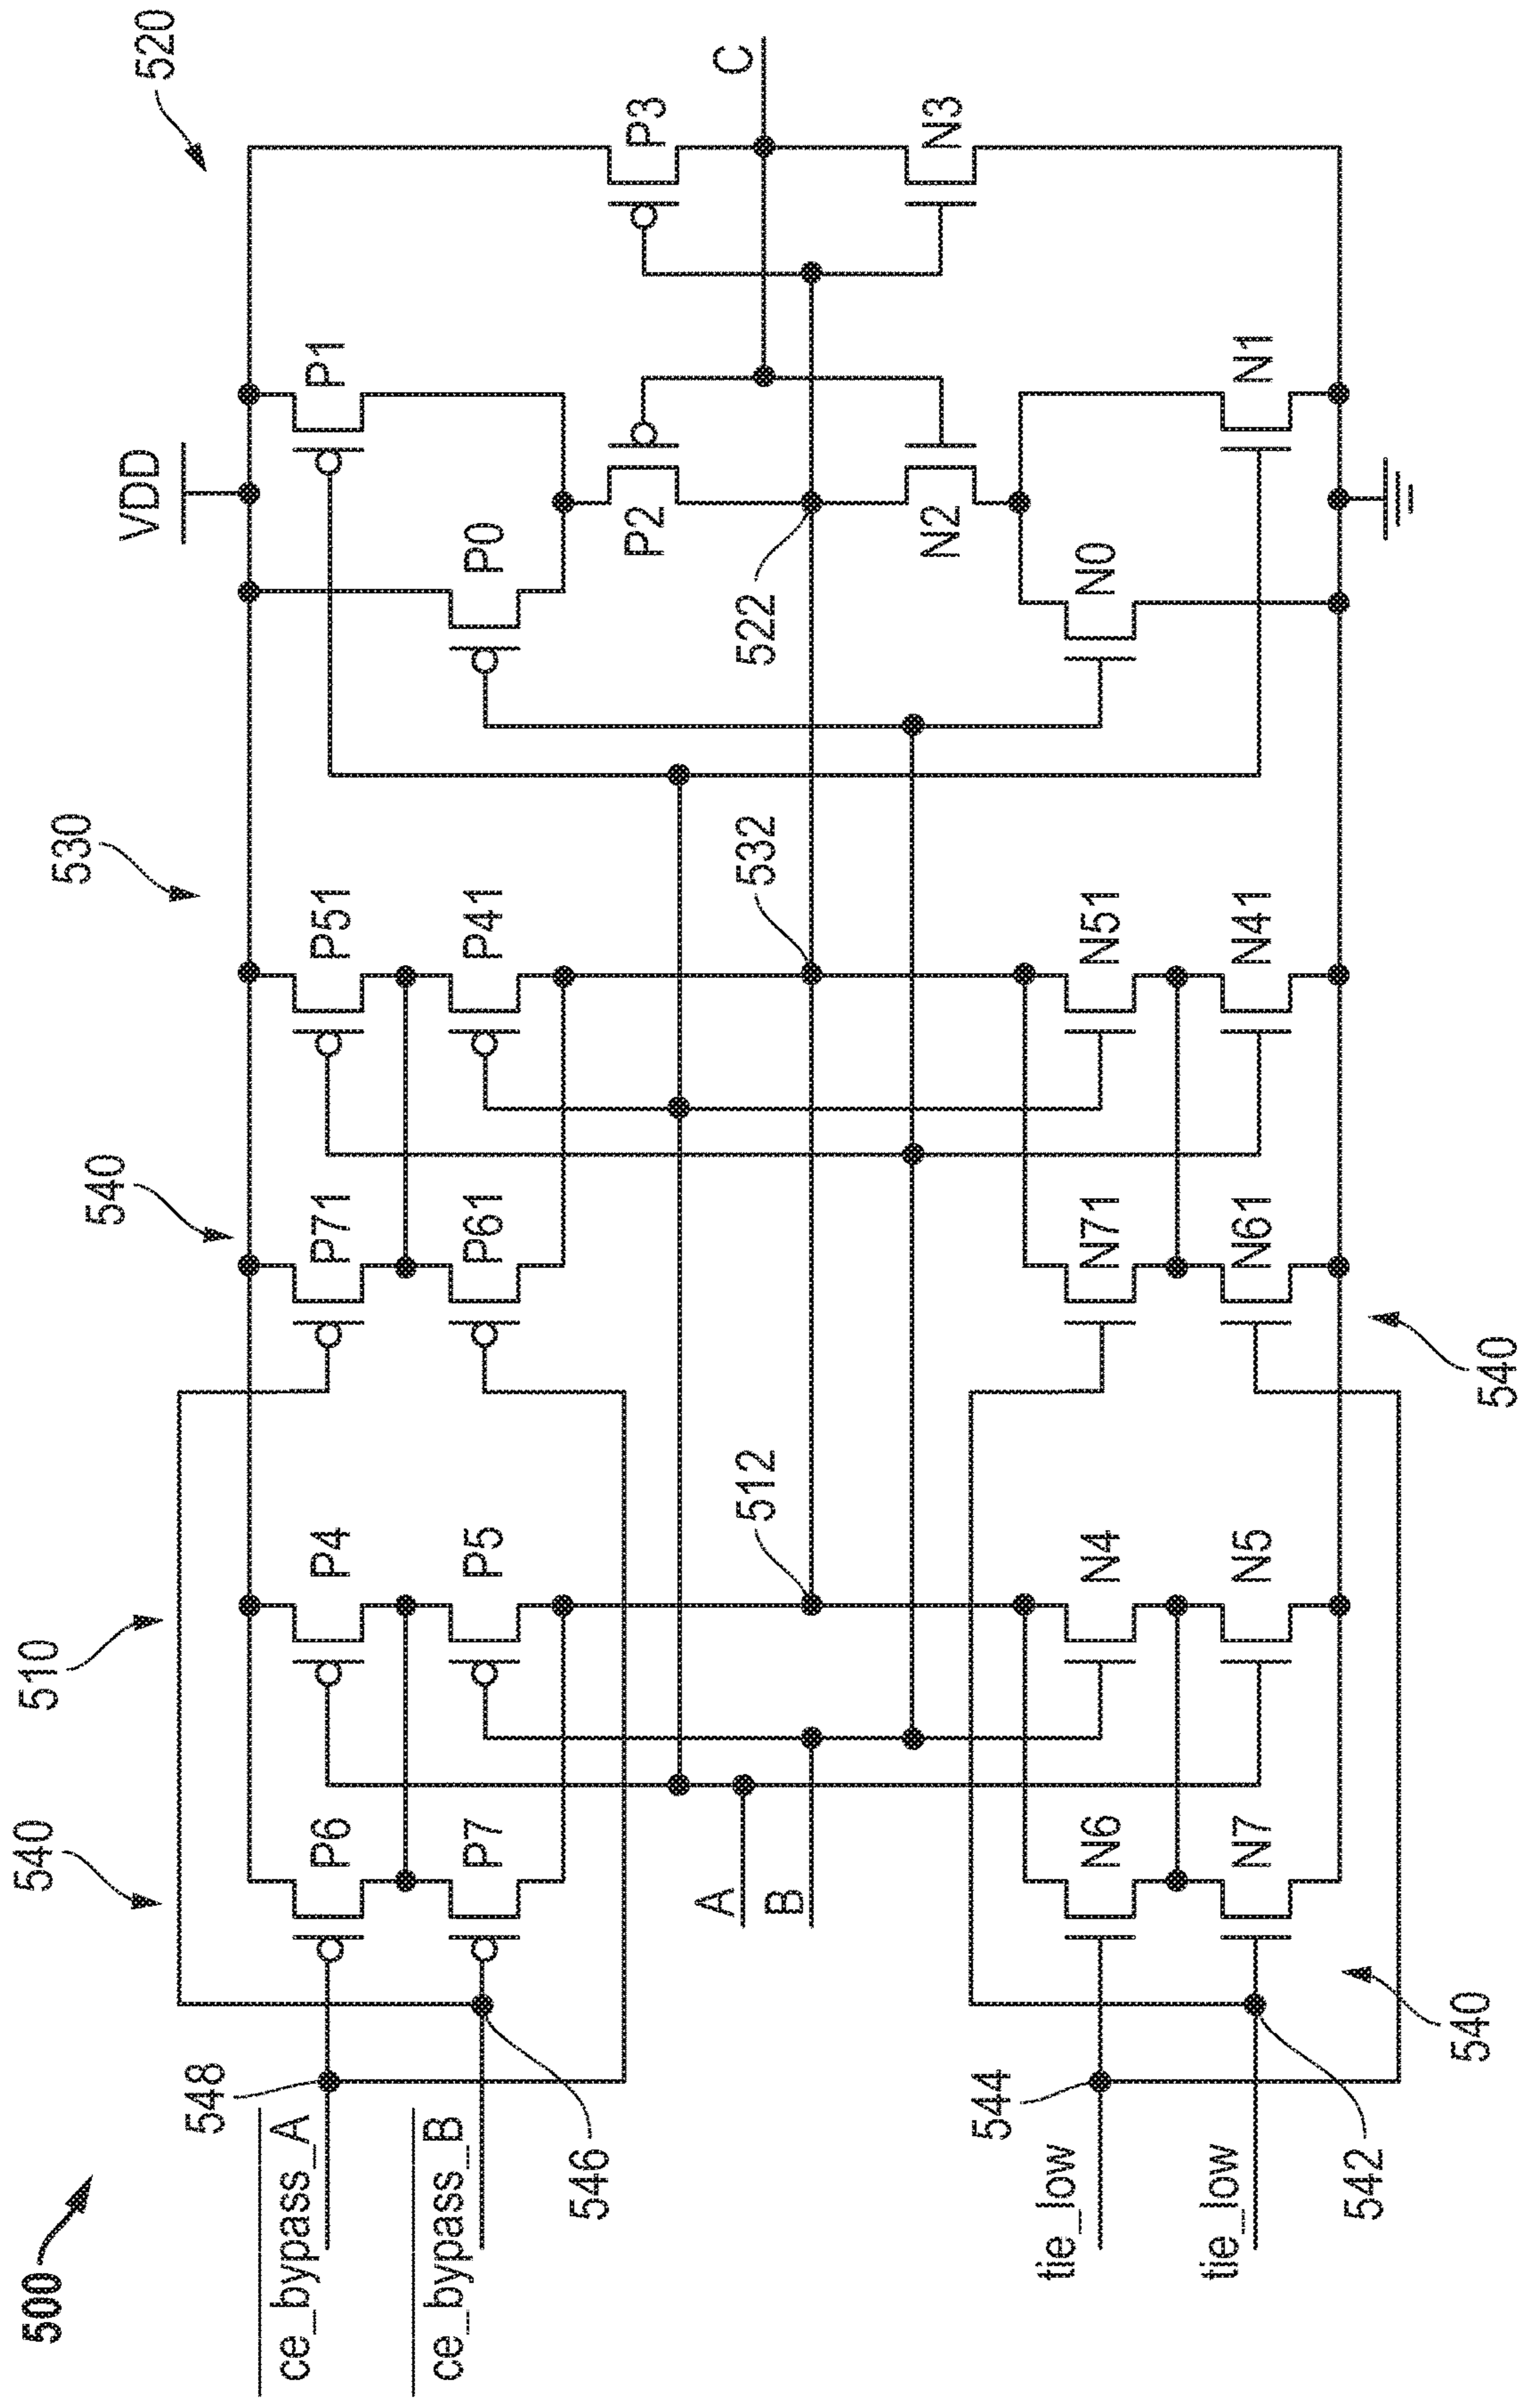 500
520
530
540
510
540
VDD
P1
P0
P3
C
P2
522
N2
N3
N0
N1
P51
P41
532
N51
N41
P71
P61
N71
N61
540
P4
P5
512
N4
N5
P6
P7
A
B
N6
N7
540
548
ce_bypass_A
ce_bypass_B
546
544
tie_low
tie_low
542